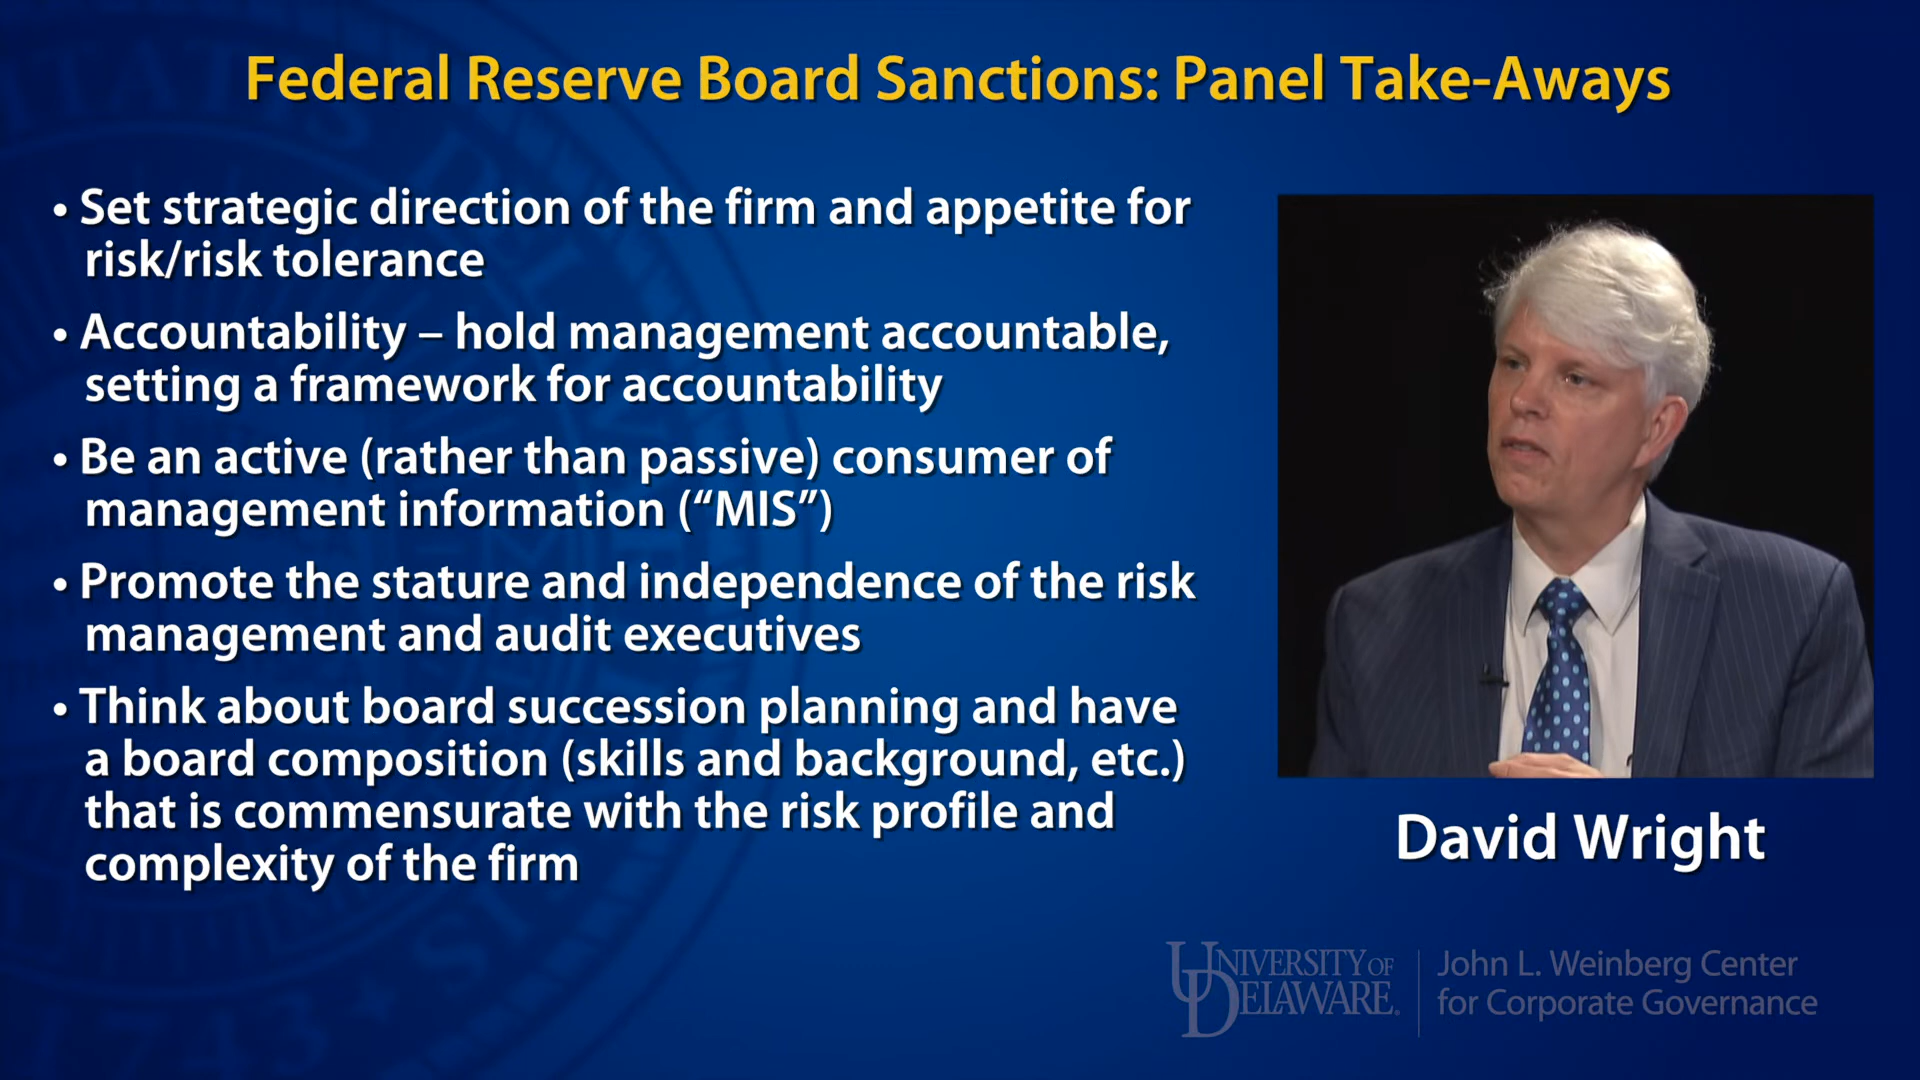 Federal Reserve Board Sanctions: Panel Take-Aways
• Set strategic direction of the firm and appetite for
risk/risk tolerance
• Accountability – hold management accountable,
setting a framework for accountability
• Be an active (rather than passive) consumer of
management information (“MIS”)
• Promote the stature and independence of the risk
management and audit executives
• Think about board succession planning and have
a board composition (skills and background, etc.)
that is commensurate with the risk profile and
complexity of the firm
David Wright
UNIVERSITY OF
DELAWARE.
John L. Weinberg Center
for Corporate Governance
1743